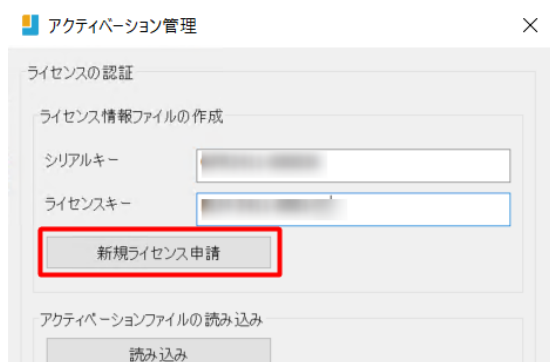 アクティベーション管理
ライセンスの認証
ライセンス情報ファイルの作成
シリアルキー
ライセンスキー
新規ライセンス申請
アクティベーションファイルの読み込み
読み込み